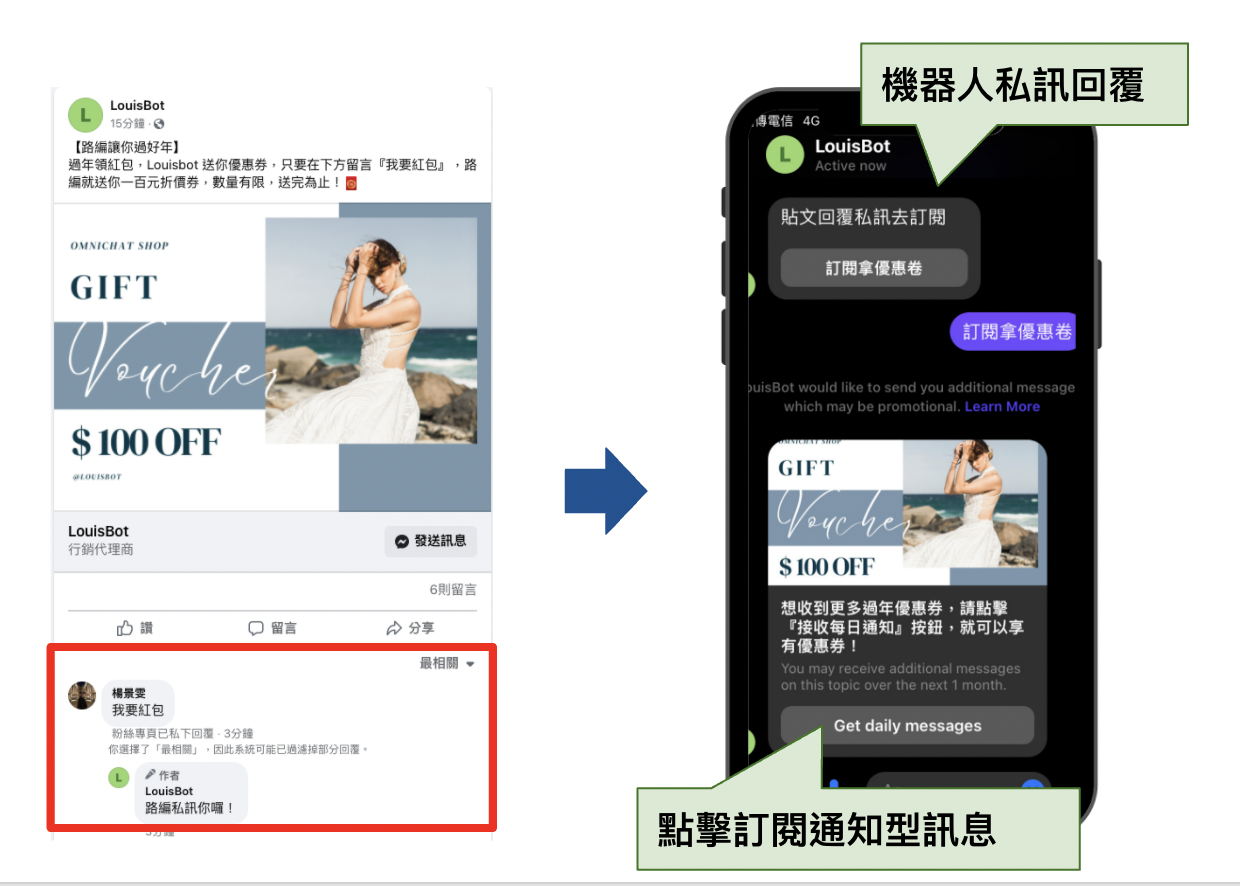 LouisBot
15分鐘 ·
【路編讓你過好年】
過年領紅包，Louisbot 送你優惠券，只要在下方留言『我要紅包』，路
編就送你一百元折價券，數量有限，送完為止！🧧
OMNICHAT SHOP
GIFT
Voucher
$ 100 OFF
@LOUISBOT
LouisBot
行銷代理商
發送訊息
6則留言
讚
留言
分享
最相關
楊景雯
我要紅包
粉絲專頁已私下回覆 · 3分鐘
你選擇了「最相關」，因此系統可能已過濾掉部分回覆。
作者
LouisBot
路編私訊你囉！
3分鐘
機器人私訊回覆
博電信 4G
LouisBot
Active now
貼文回覆私訊去訂閱
訂閱拿優惠卷
訂閱拿優惠卷
ouisBot would like to send you additional message
which may be promotional. Learn More
OMNICHAT SHOP
GIFT
Voucher
$ 100 OFF
想收到更多過年優惠券，請點擊
『接收每日通知』按鈕，就可以享
有優惠券！
You may receive additional messages
on this topic over the next 1 month.
Get daily messages
點擊訂閱通知型訊息